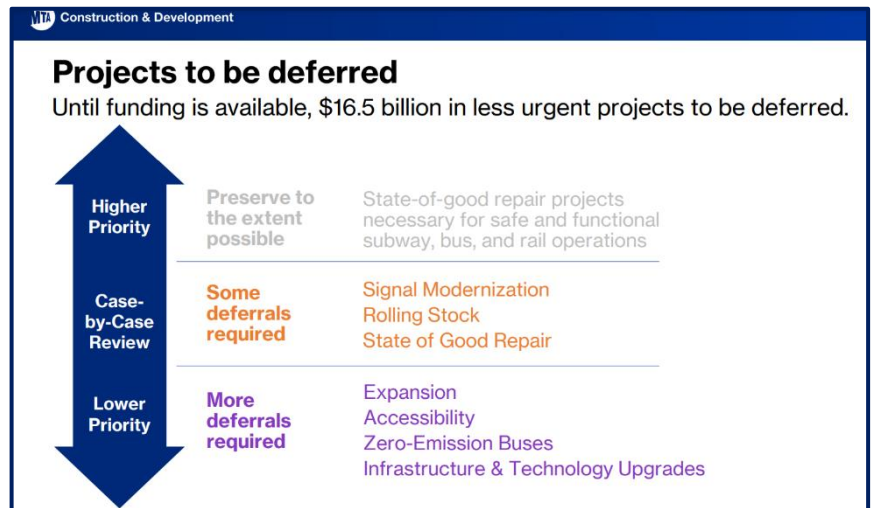 MTA Construction & Development
Projects to be deferred
Until funding is available, $16.5 billion in less urgent projects to be deferred.
Higher
Priority
Preserve to
the extent
possible
State-of-good repair projects
necessary for safe and functional
subway, bus, and rail operations
Case-
by-Case
Review
Some
deferrals
required
Signal Modernization
Rolling Stock
State of Good Repair
Lower
Priority
More
deferrals
required
Expansion
Accessibility
Zero-Emission Buses
Infrastructure & Technology Upgrades